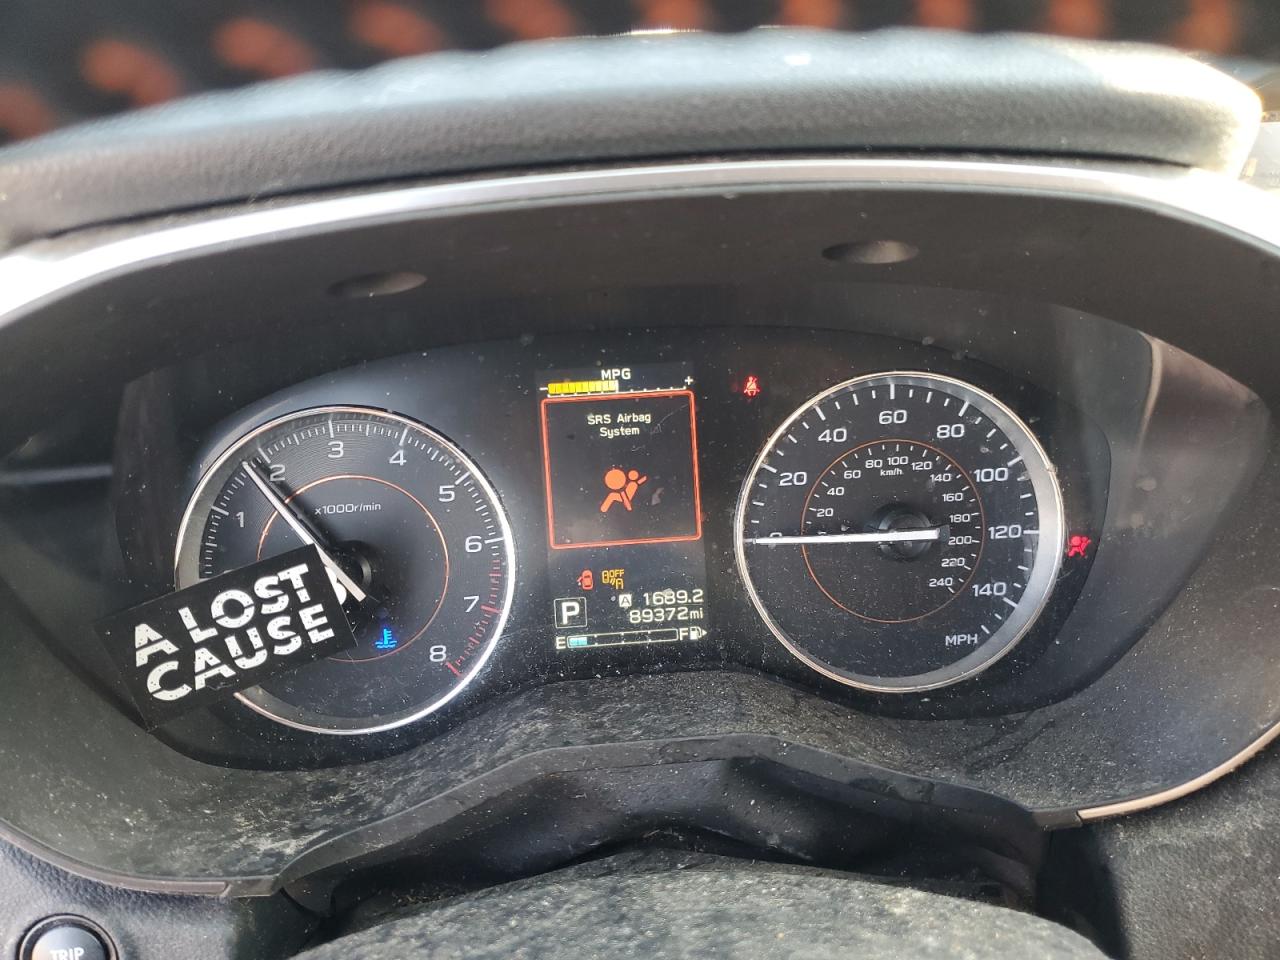 MPG
- +
SRS Airbag
System
1
2
3
4
5
6
7
8
x1000r/min
A LOST
CAUSE
OFF
A 1689.2
P 89372mi
E F
0
20
40
60
80
100
120
140
MPH
20
40
60
80
100
120
140
160
180
200
220
240
km/h
TRIP